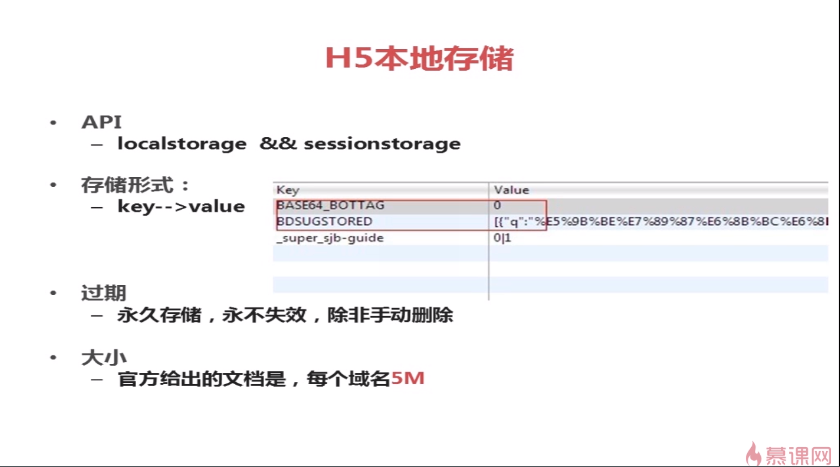 H5本地存储
• API
– localstorage && sessionstorage
• 存储形式：
– key-->value
Key Value
BASE64_BOTTAG 0
BDSUGSTORED [{"q":"%E5%9B%BE%E7%89%87%E6%8B%BC%E6%8
_super_sjb-guide 0|1
• 过期
– 永久存储，永不失效，除非手动删除
• 大小
– 官方给出的文档是，每个域名5M
慕课网